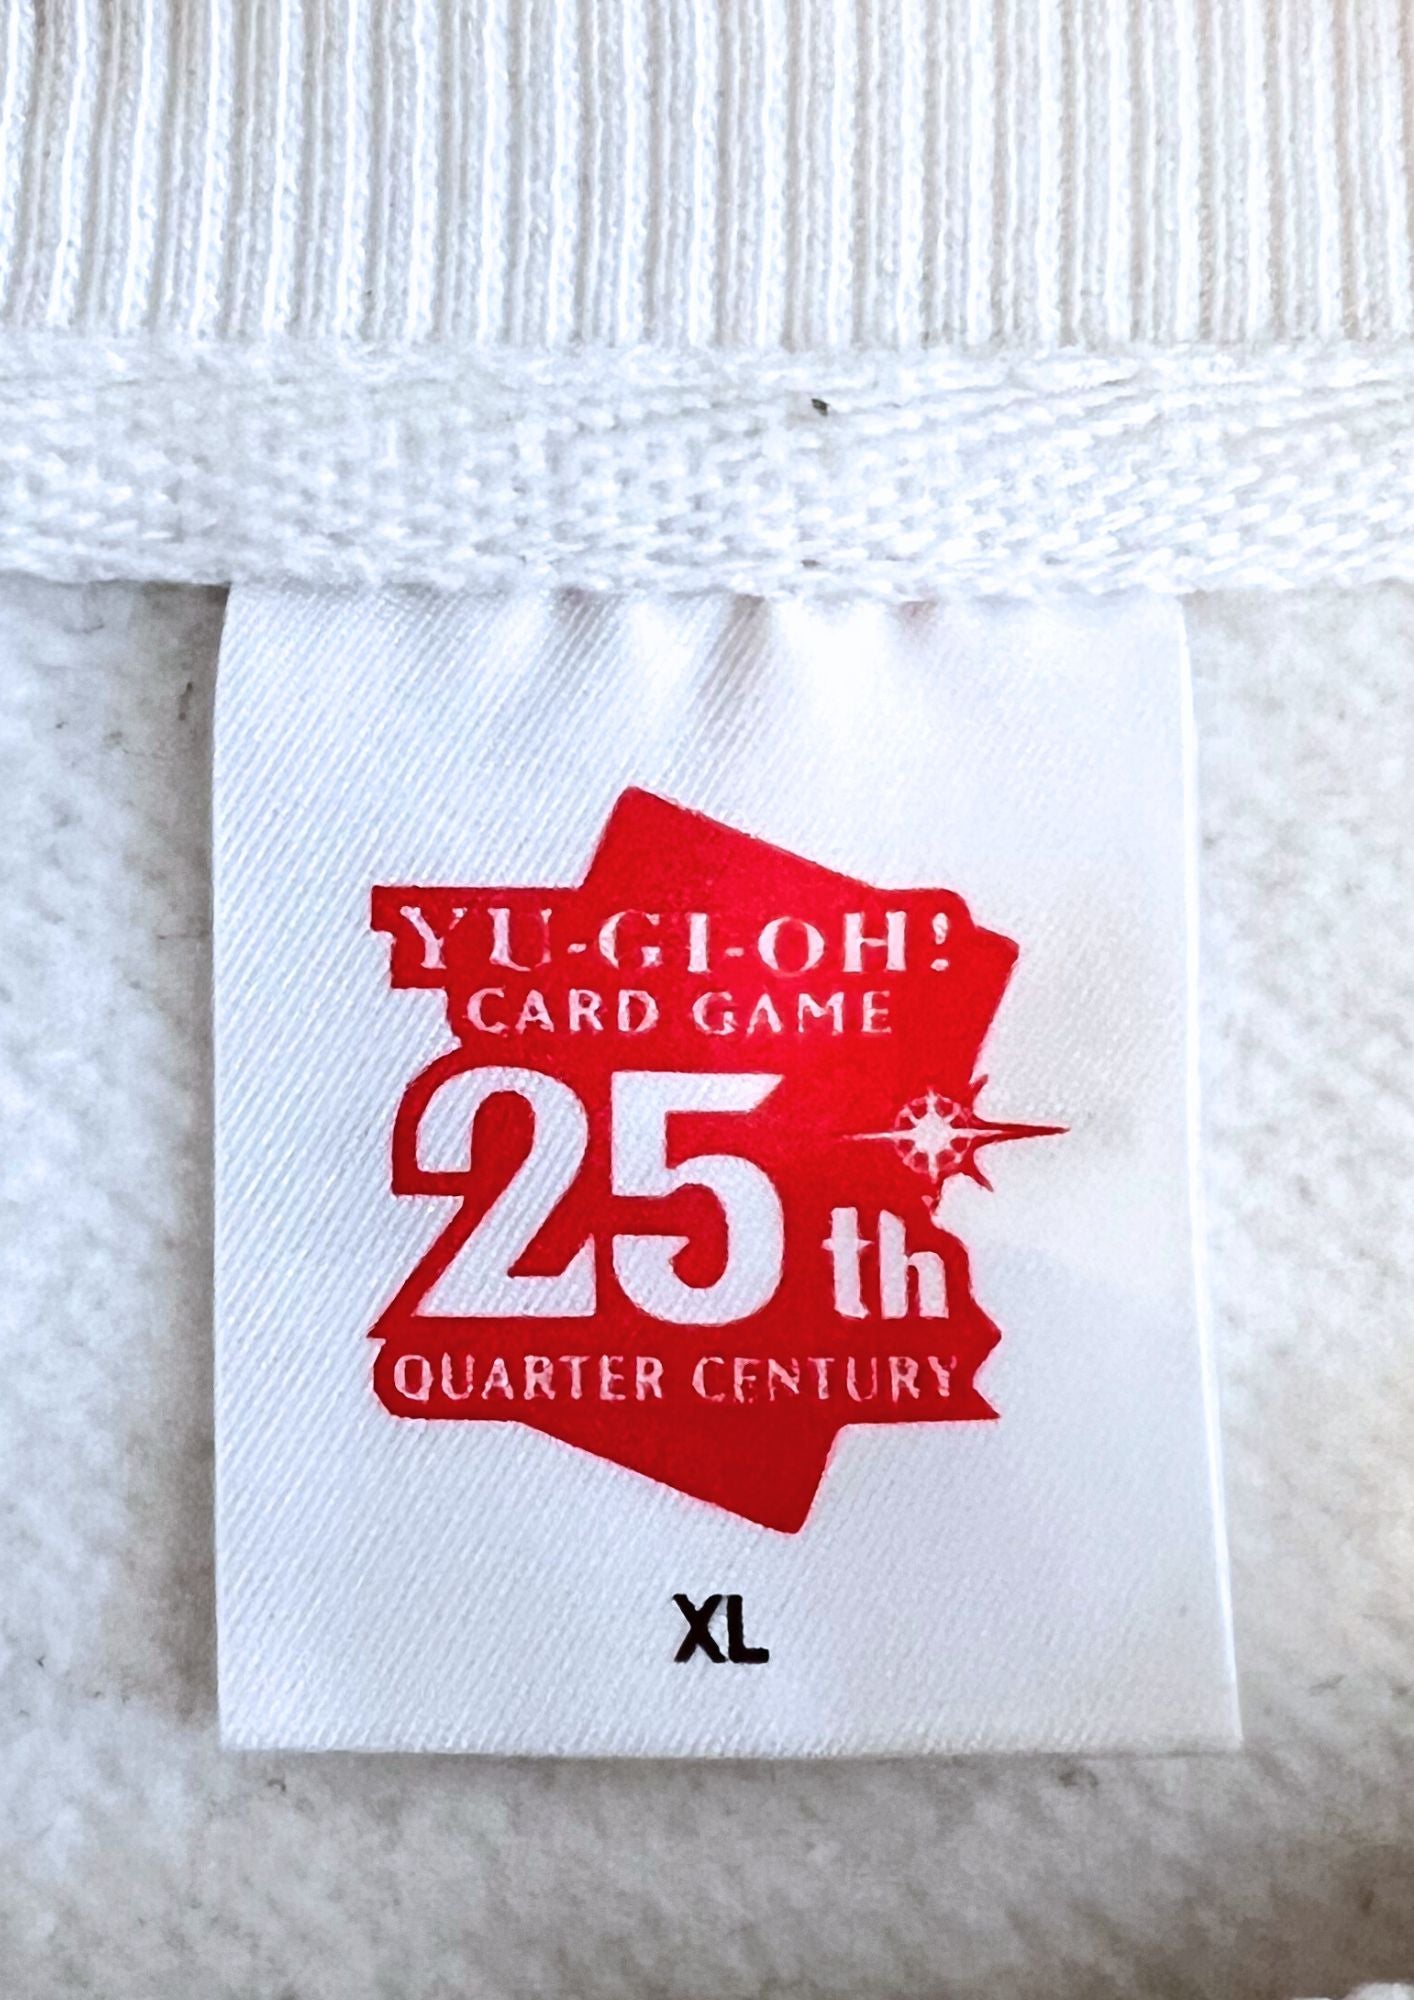 YU-GI-OH!
CARD GAME
25th
QUARTER CENTURY
XL